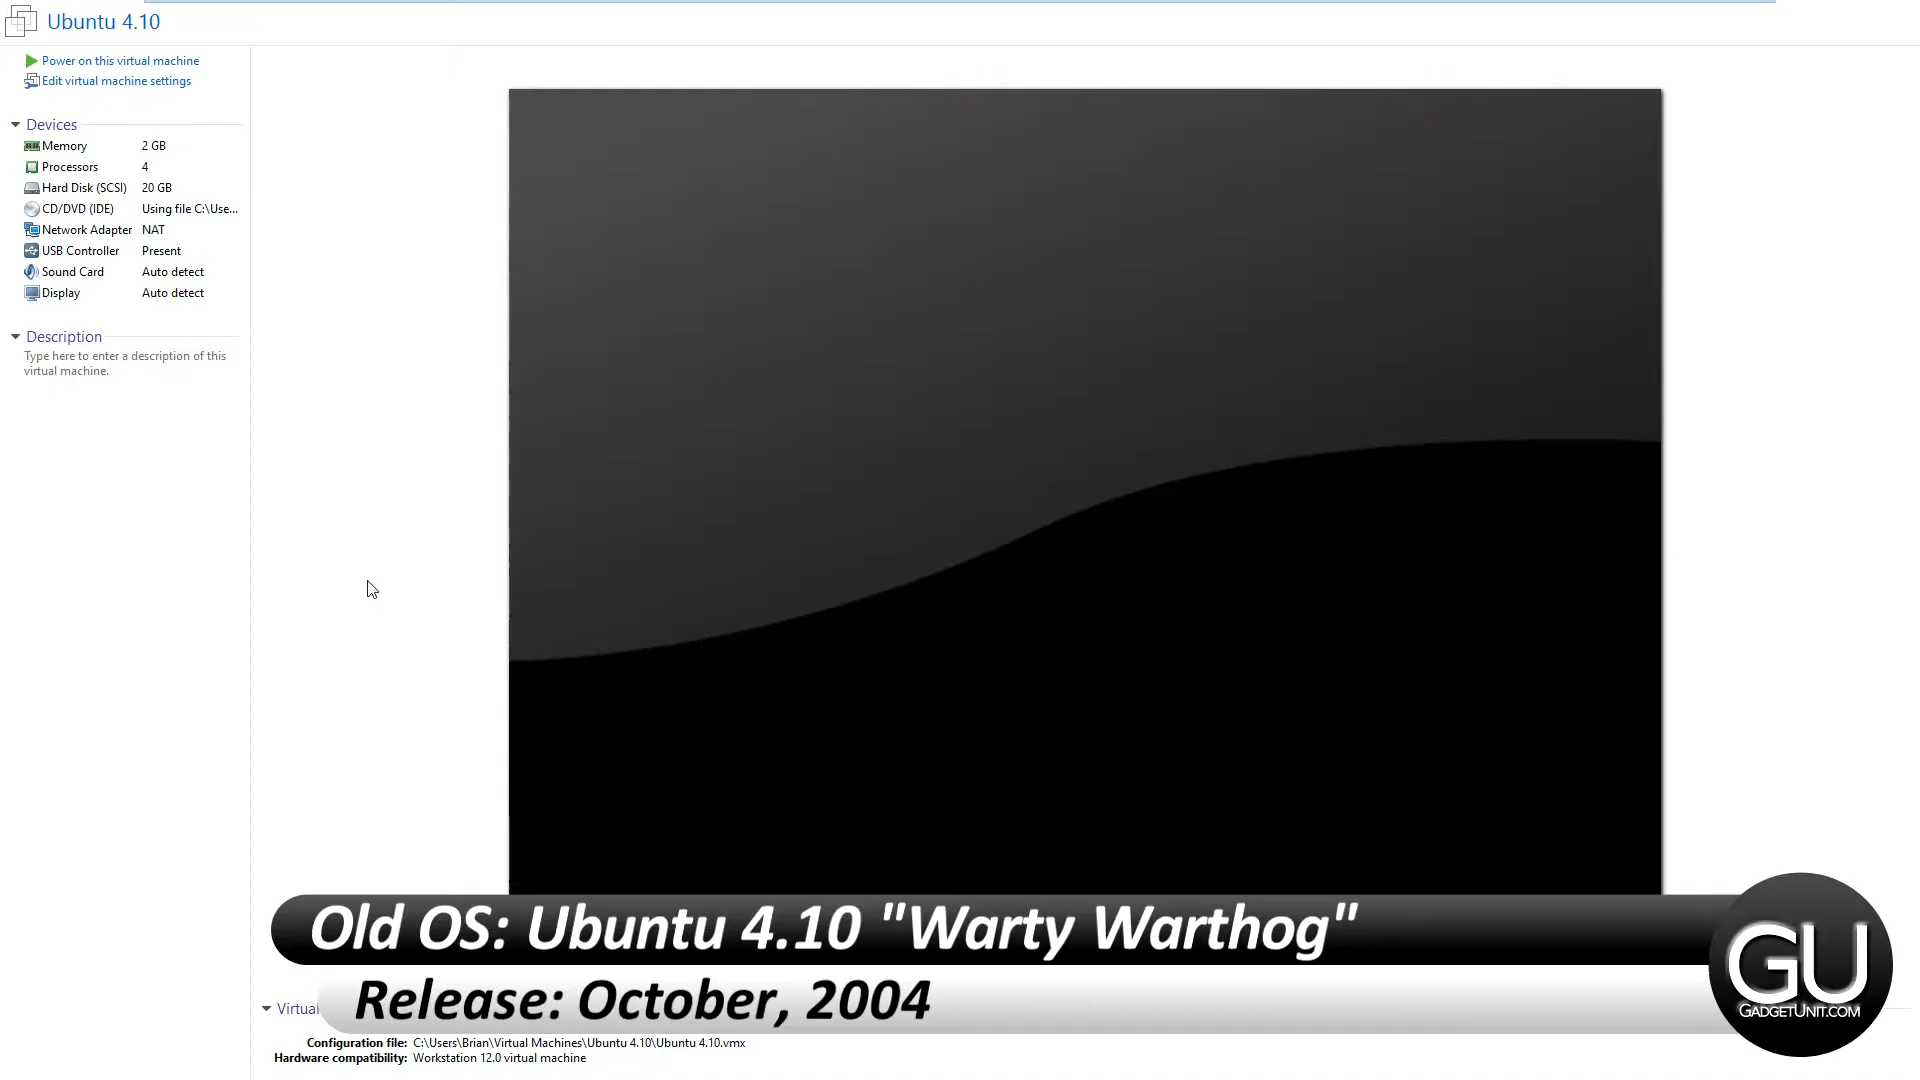 Ubuntu 4.10
Power on this virtual machine
Edit virtual machine settings
Devices
Memory 2 GB
Processors 4
Hard Disk (SCSI) 20 GB
CD/DVD (IDE) Using file C:\Use...
Network Adapter NAT
USB Controller Present
Sound Card Auto detect
Display Auto detect
Description
Type here to enter a description of this
virtual machine.
Old OS: Ubuntu 4.10 "Warty Warthog"
Release: October, 2004
GU
GADGETUNIT.COM
Virtual
Configuration file: C:\Users\Brian\Virtual Machines\Ubuntu 4.10\Ubuntu 4.10.vmx
Hardware compatibility: Workstation 12.0 virtual machine